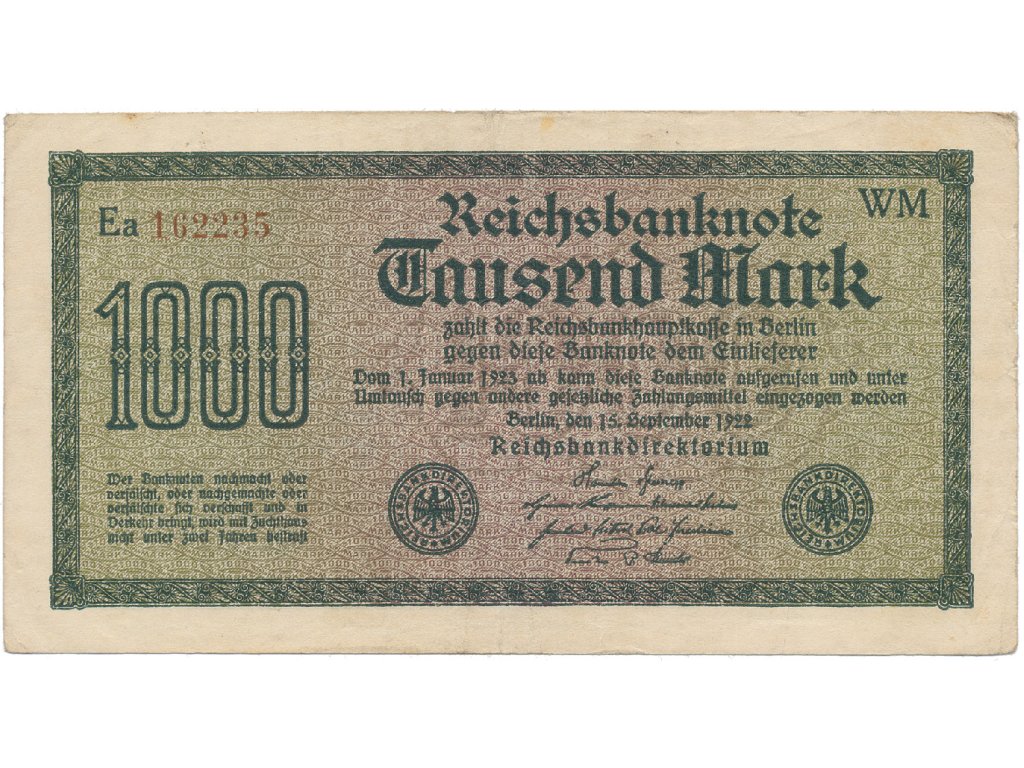 Ea 162235
WM
Reichsbanknote
Tausend Mark
1000
zahlt die Reichsbankhauptkasse in Berlin
gegen diese Banknote dem Einlieferer
Vom 1. Januar 1923 ab kann diese Banknote aufgerufen und unter
Umtausch gegen andere gesetzliche Zahlungsmittel eingezogen werden
Berlin, den 15. September 1922
Reichsbankdirektorium
Wer Banknoten nachmacht oder
verfälscht, oder nachgemachte oder
verfälschte sich verschafft und in
Verkehr bringt, wird mit Zuchthaus
nicht unter zwei Jahren bestraft
REICHSBANKDIREKTORIUM
REICHSBANKDIREKTORIUM